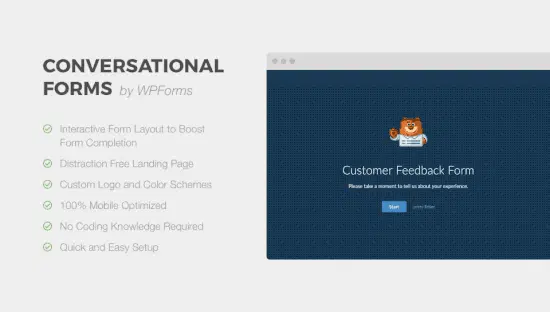 CONVERSATIONAL
FORMS by WPForms
Interactive Form Layout to Boost
Form Completion
Distraction Free Landing Page
Custom Logo and Color Schemes
100% Mobile Optimized
No Coding Knowledge Required
Quick and Easy Setup
Customer Feedback Form
Please take a moment to tell us about your experience.
Start